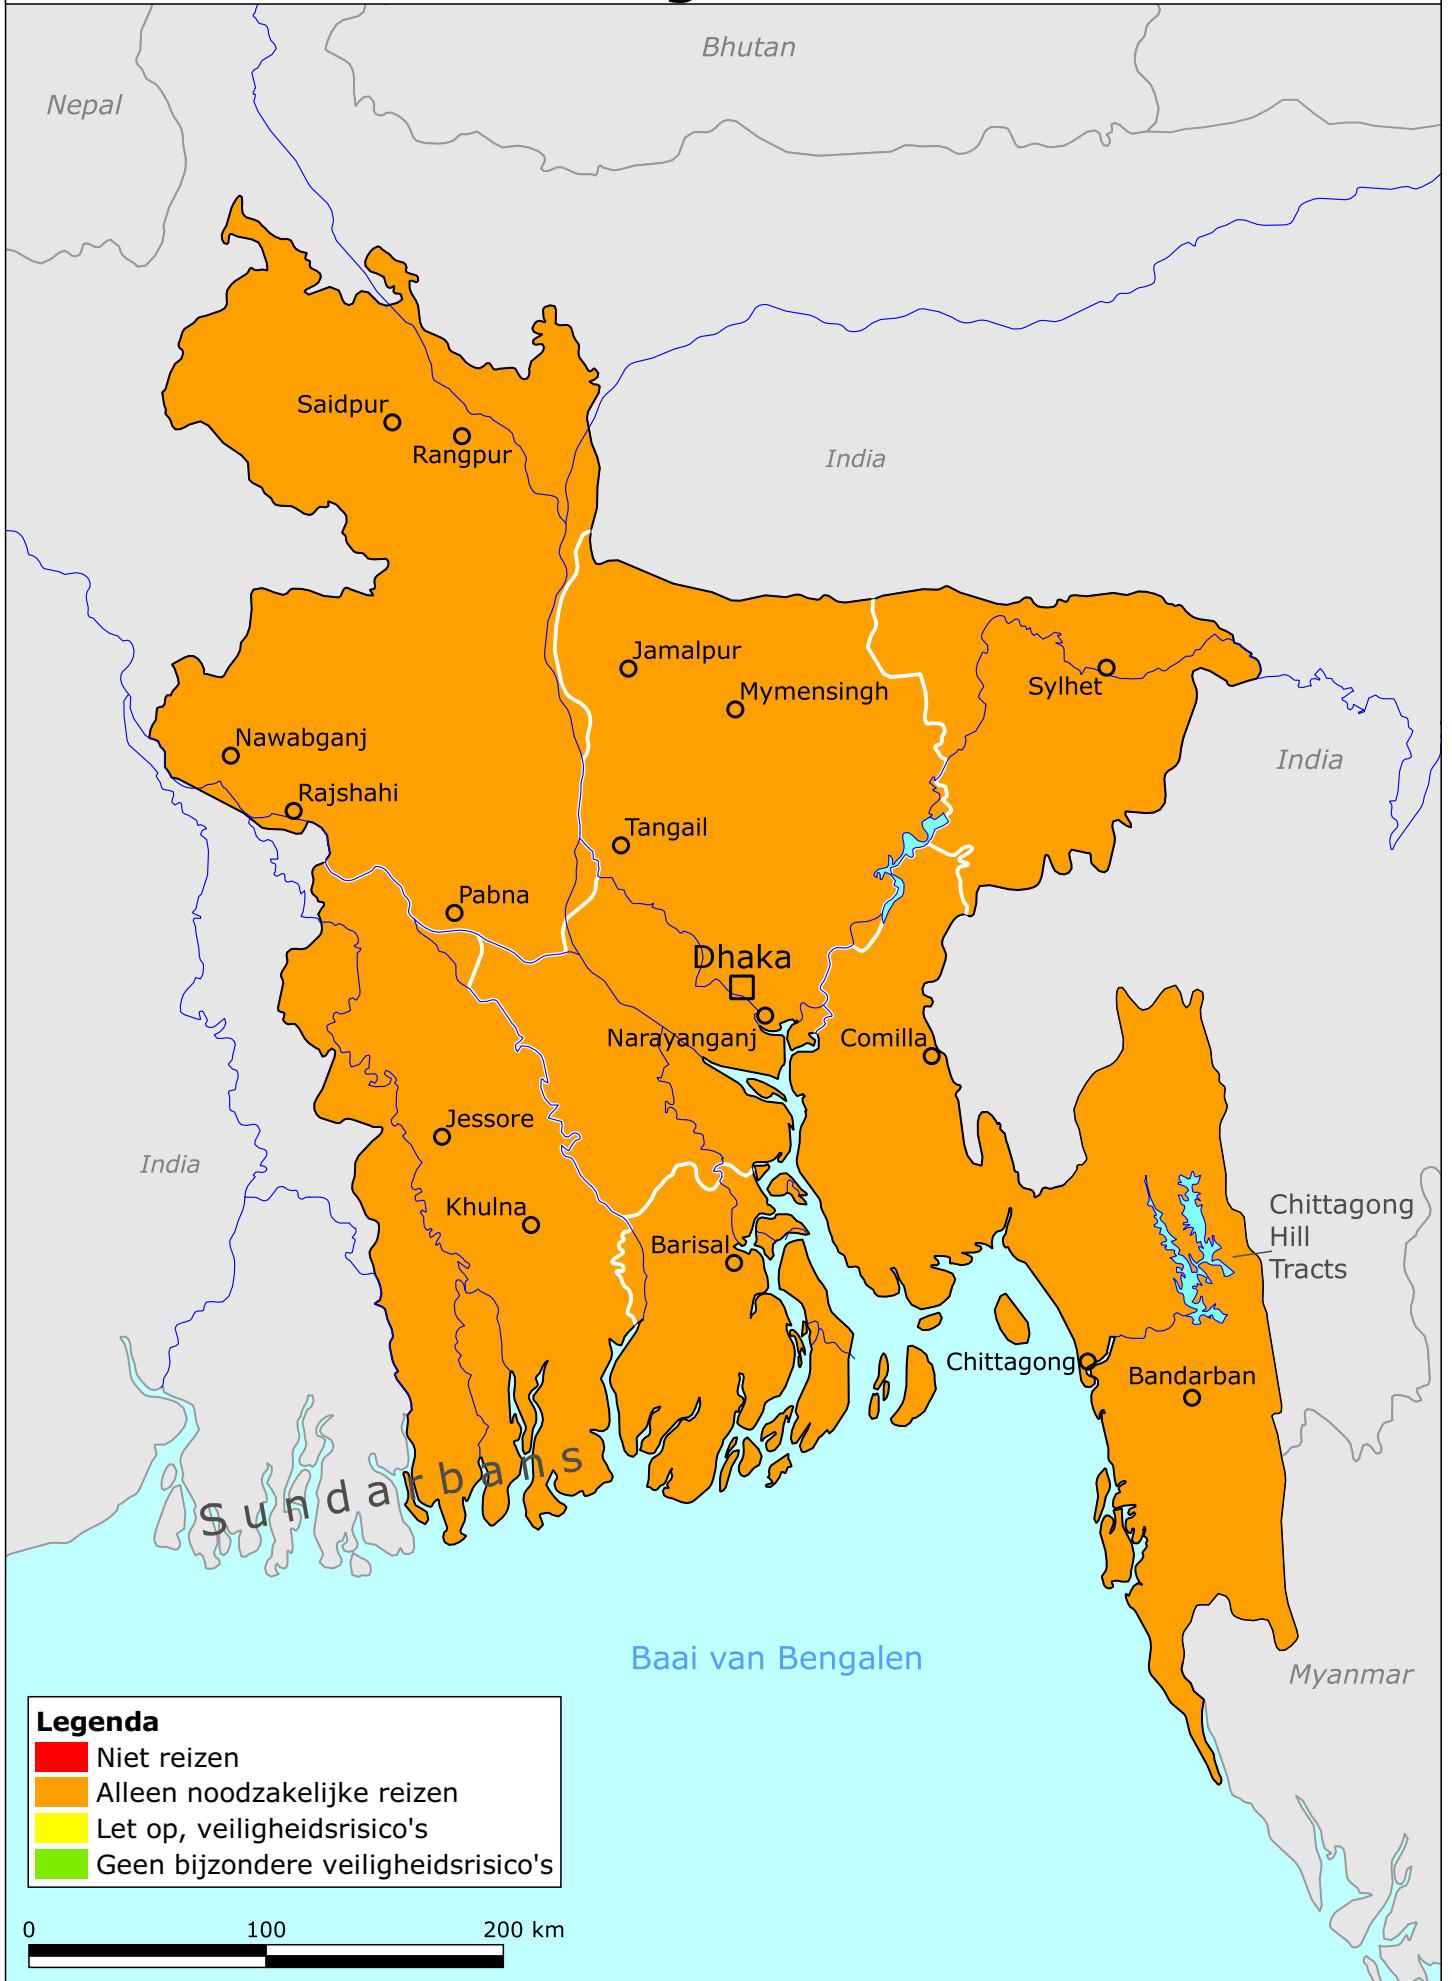 Bhutan
Nepal
Saidpur
Rangpur
India
Jamalpur
Mymensingh
Sylhet
Nawabganj
India
Rajshahi
Tangail
Pabna
Dhaka
Narayanganj
Comilla
Jessore
India
Khulna
Chittagong
Hill
Tracts
Barisal
Chittagong
Bandarban
Sundarbans
Baai van Bengalen
Myanmar
Legenda
Niet reizen
Alleen noodzakelijke reizen
Let op, veiligheidsrisico's
Geen bijzondere veiligheidsrisico's
0 100 200 km